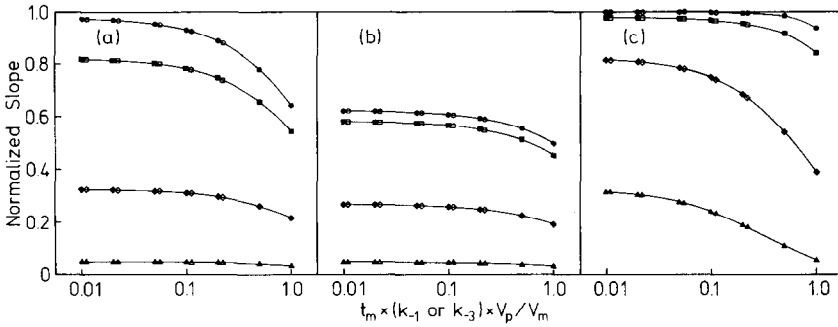 1.0
0.8
0.6
0.4
0.2
0
Normalized Slope
(a)
(b)
(c)
0.01 0.1 1.0 0.01 0.1 1.0 0.01 0.1 1.0
t_m × (k_-1 or k_-3) × V_p / V_m